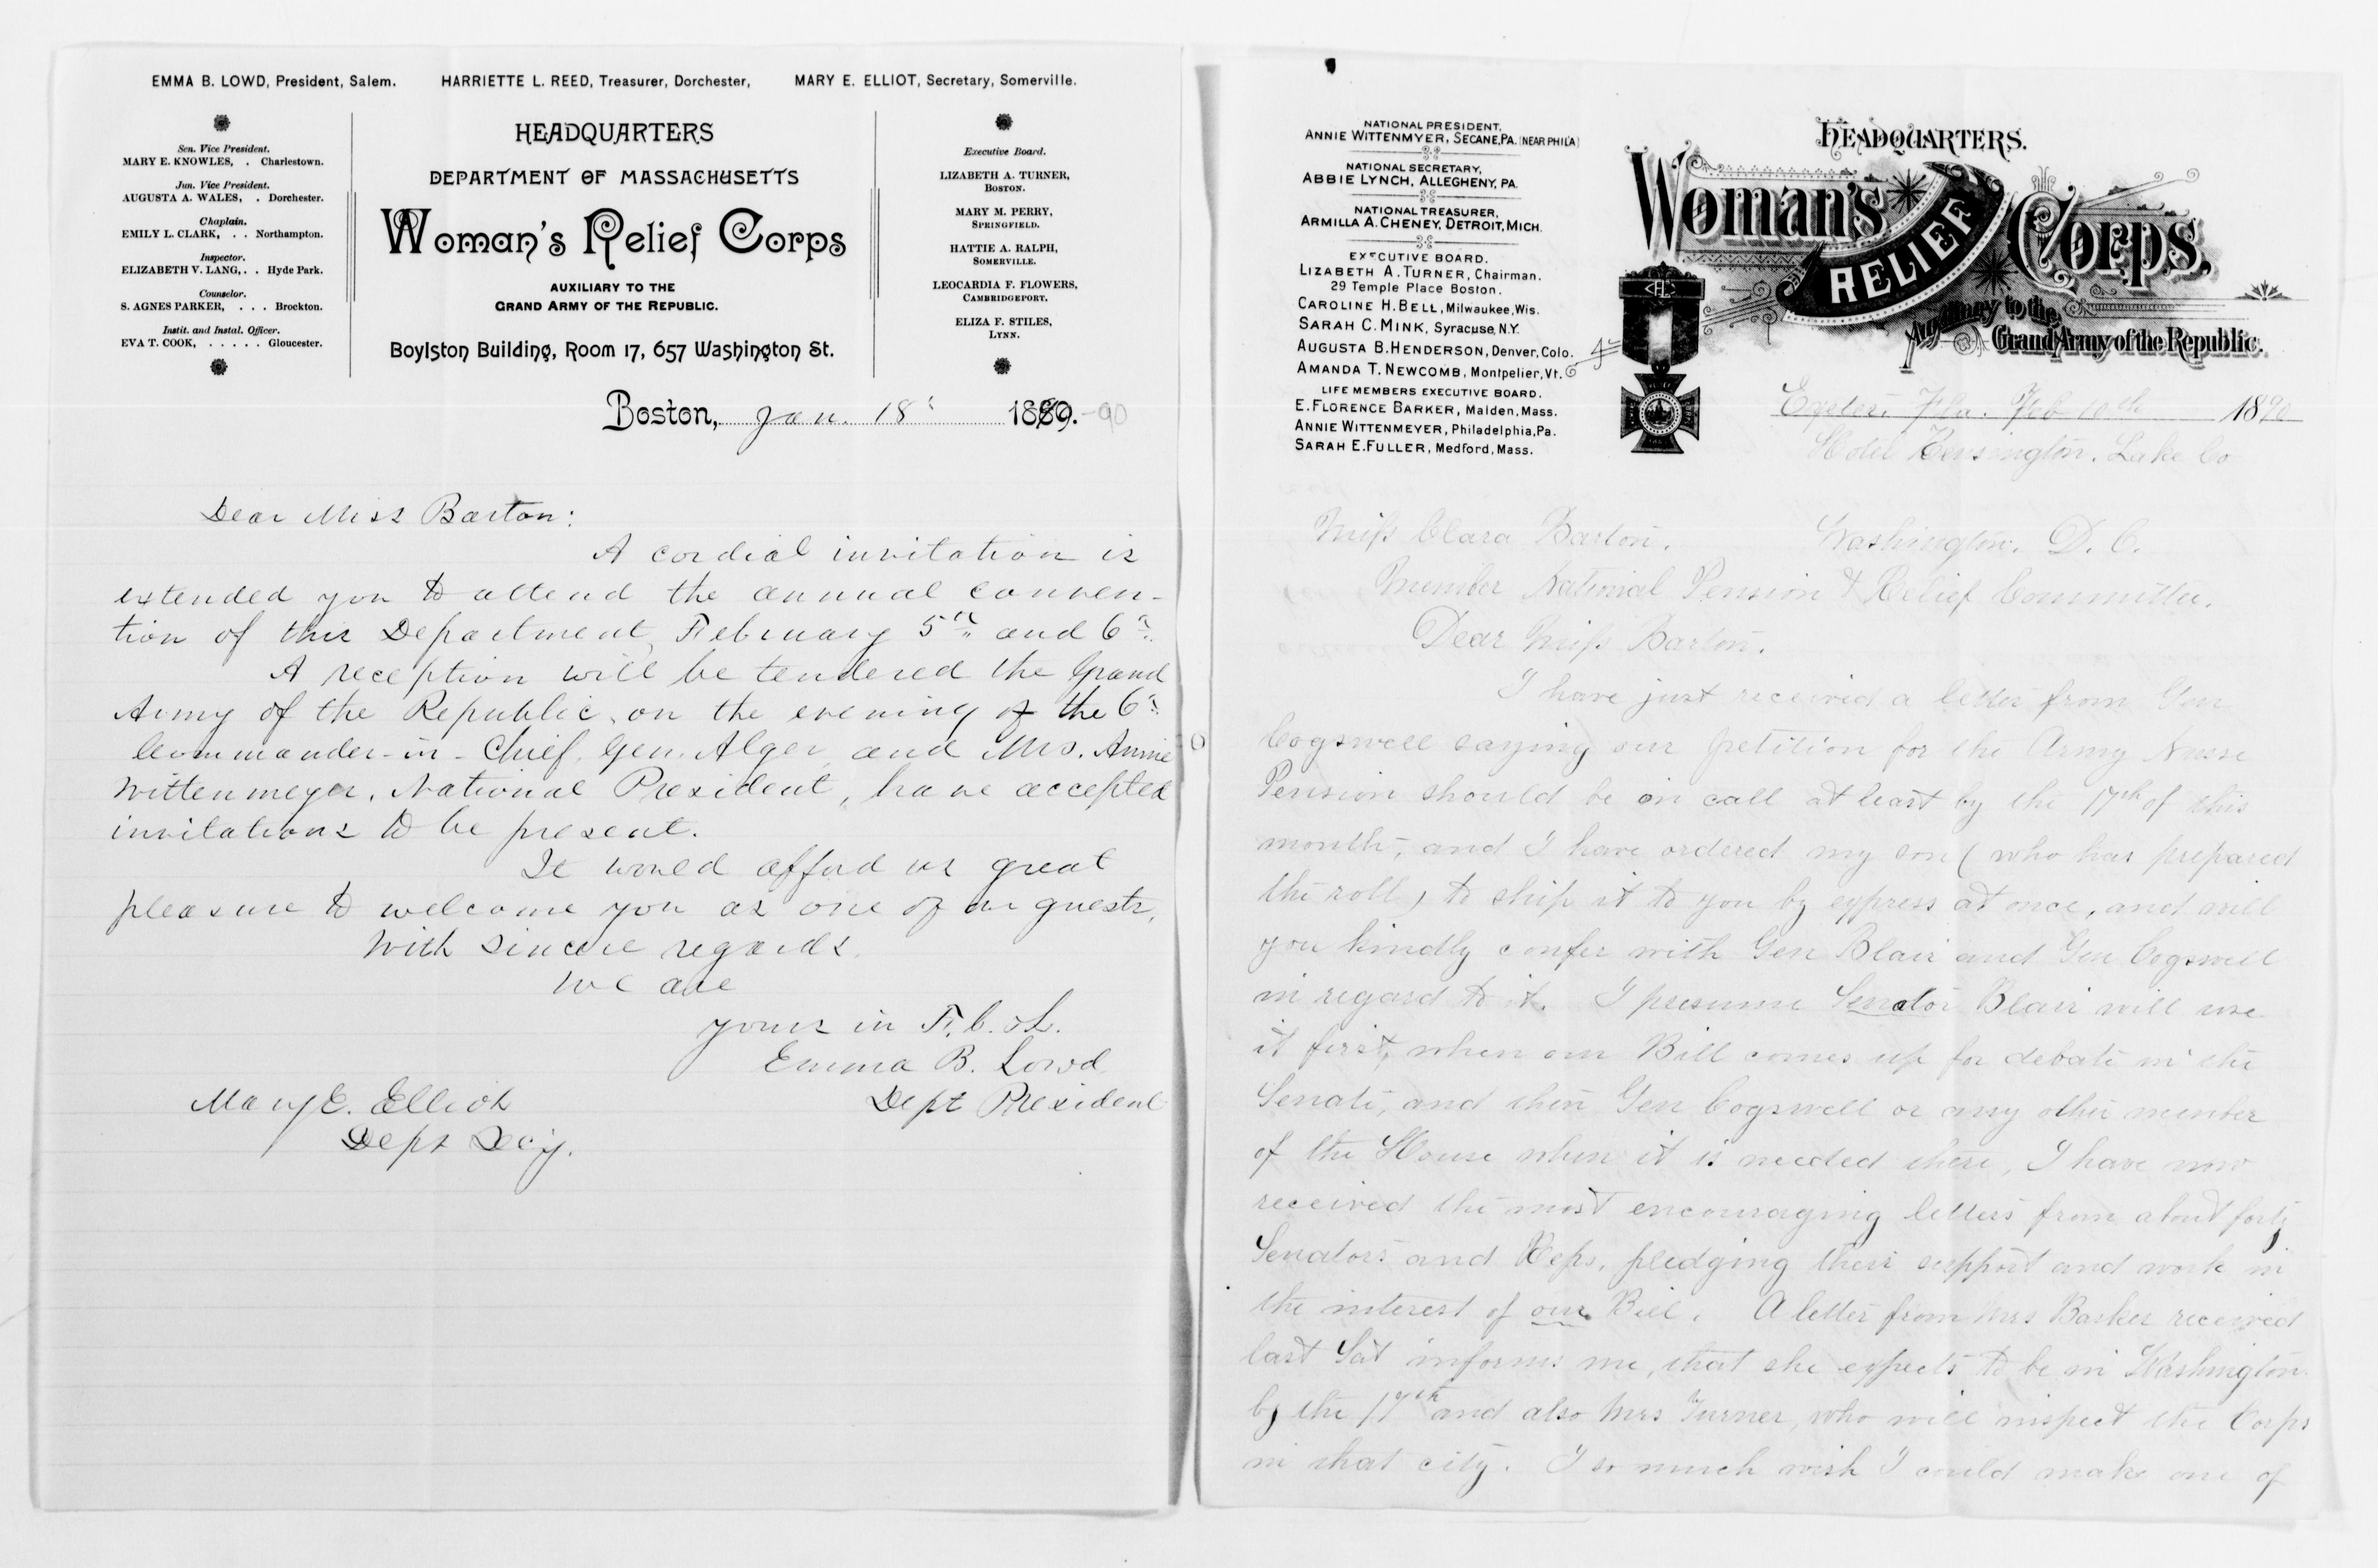 EMMA B. LOWD, President, Salem. HARRIETTE L. REED, Treasurer, Dorchester, MARY E. ELLIOT, Secretary, Somerville.
Sen. Vice President.
MARY E. KNOWLES, . Charlestown.
Jun. Vice President.
AUGUSTA A. WALES, . Dorchester.
Chaplain.
EMILY L. CLARK, . . Northampton.
Inspector.
ELIZABETH V. LANG, . . Hyde Park.
Counselor.
S. AGNES PARKER, . . . Brockton.
Instit. and Instal. Officer.
EVA T. COOK, . . . . . Gloucester.
HEADQUARTERS
DEPARTMENT OF MASSACHUSETTS
Woman's Relief Corps
AUXILIARY TO THE
GRAND ARMY OF THE REPUBLIC.
Boylston Building, Room 17, 657 Washington St.
Executive Board.
LIZABETH A. TURNER,
BOSTON.
MARY M. PERRY,
SPRINGFIELD.
HATTIE A. RALPH,
SOMERVILLE.
LEOCARDIA F. FLOWERS,
CAMBRIDGEPORT.
ELIZA F. STILES,
LYNN.
Boston, Jan. 18 1889. -90
Dear Miss Barton:
A cordial invitation is
extended you to attend the annual conven-
tion of this Department, February 5th and 6th.
A reception will be tendered the Grand
Army of the Republic, on the evening of the 6th.
Commander-in-Chief, Gen. Alger, and Mrs. Annie
Wittenmeyer, National President, have accepted
invitations to be present.
It would afford us great
pleasure to welcome you as one of our guests,
With sincere regards,
We are
yours in F. C. & L.
Emma B. Lowd
Dept President
Mary E. Elliot
Dept Sec'y.
NATIONAL PRESIDENT,
ANNIE WITTENMYER, SECANE, PA. (NEAR PHIL'A)
NATIONAL SECRETARY,
ABBIE LYNCH, ALLEGHENY, PA.
NATIONAL TREASURER,
ARMILLA A. CHENEY, DETROIT, MICH.
EXECUTIVE BOARD.
LIZABETH A. TURNER, Chairman.
29 Temple Place Boston.
CAROLINE H. BELL, Milwaukee, Wis.
SARAH C. MINK, Syracuse, N.Y.
AUGUSTA B. HENDERSON, Denver, Colo.
AMANDA T. NEWCOMB, Montpelier, Vt.
LIFE MEMBERS EXECUTIVE BOARD.
E. FLORENCE BARKER, Malden, Mass.
ANNIE WITTENMEYER, Philadelphia, Pa.
SARAH E. FULLER, Medford, Mass.
HEADQUARTERS.
Woman's RELIEF Corps,
Auxiliary to the
Grand Army of the Republic.
Fla. Feb 10th 1890
Hotel Kensington. Lake Co
Miss Clara Barton. Washington. D. C.
Member National Pension & Relief Committee.
Dear Miss Barton.
I have just received a letter from Gen
Cogswell saying our petition for the Army Nurse
Pension should be on call at least by the 17th of this
month, and I have ordered my son (who has prepared
the roll) to ship it to you by express at once, and will
you kindly confer with Gen Blair and Gen Cogswell
in regard to it. I presume Senator Blair will use
it first, when our Bill comes up for debate in the
Senate, and then Gen Cogswell or any other member
of the House when it is needed there, I have now
received the most encouraging letters from about forty
Senators and Reps, pledging their support and work in
the interest of our Bill. A letter from Mrs Barker received
last Sat informs me, that she expects to be in Washington
by the 17th and also Mrs Turner, who will inspect the Corps
in that city. I so much wish I could make one of